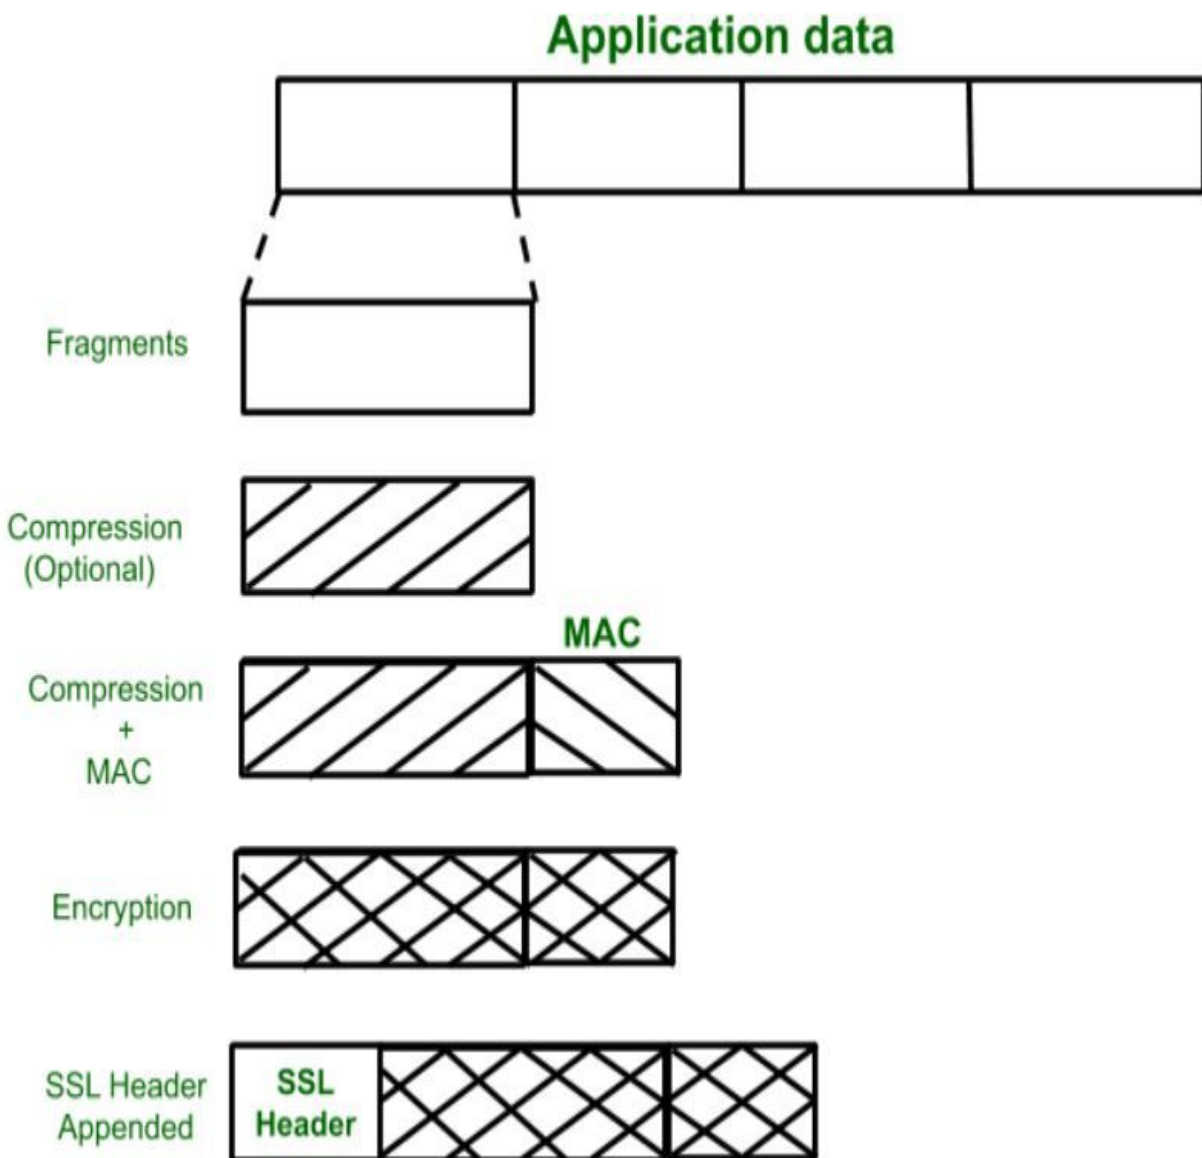 Application data
Fragments
Compression
(Optional)
MAC
Compression
+
MAC
Encryption
SSL Header
Appended
SSL
Header